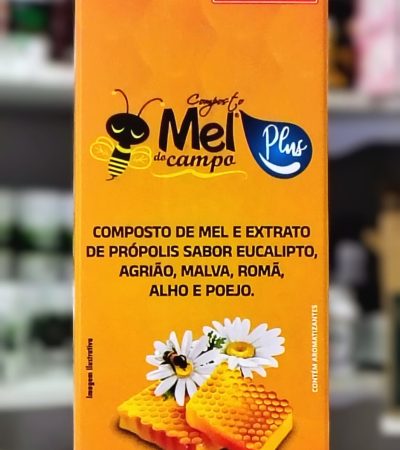 Composto
Mel
do campo
Plus
COMPOSTO DE MEL E EXTRATO
DE PRÓPOLIS SABOR EUCALIPTO,
AGRIÃO, MALVA, ROMÃ,
ALHO E POEJO.
Imagem Ilustrativa
CONTÉM AROMATIZANTES